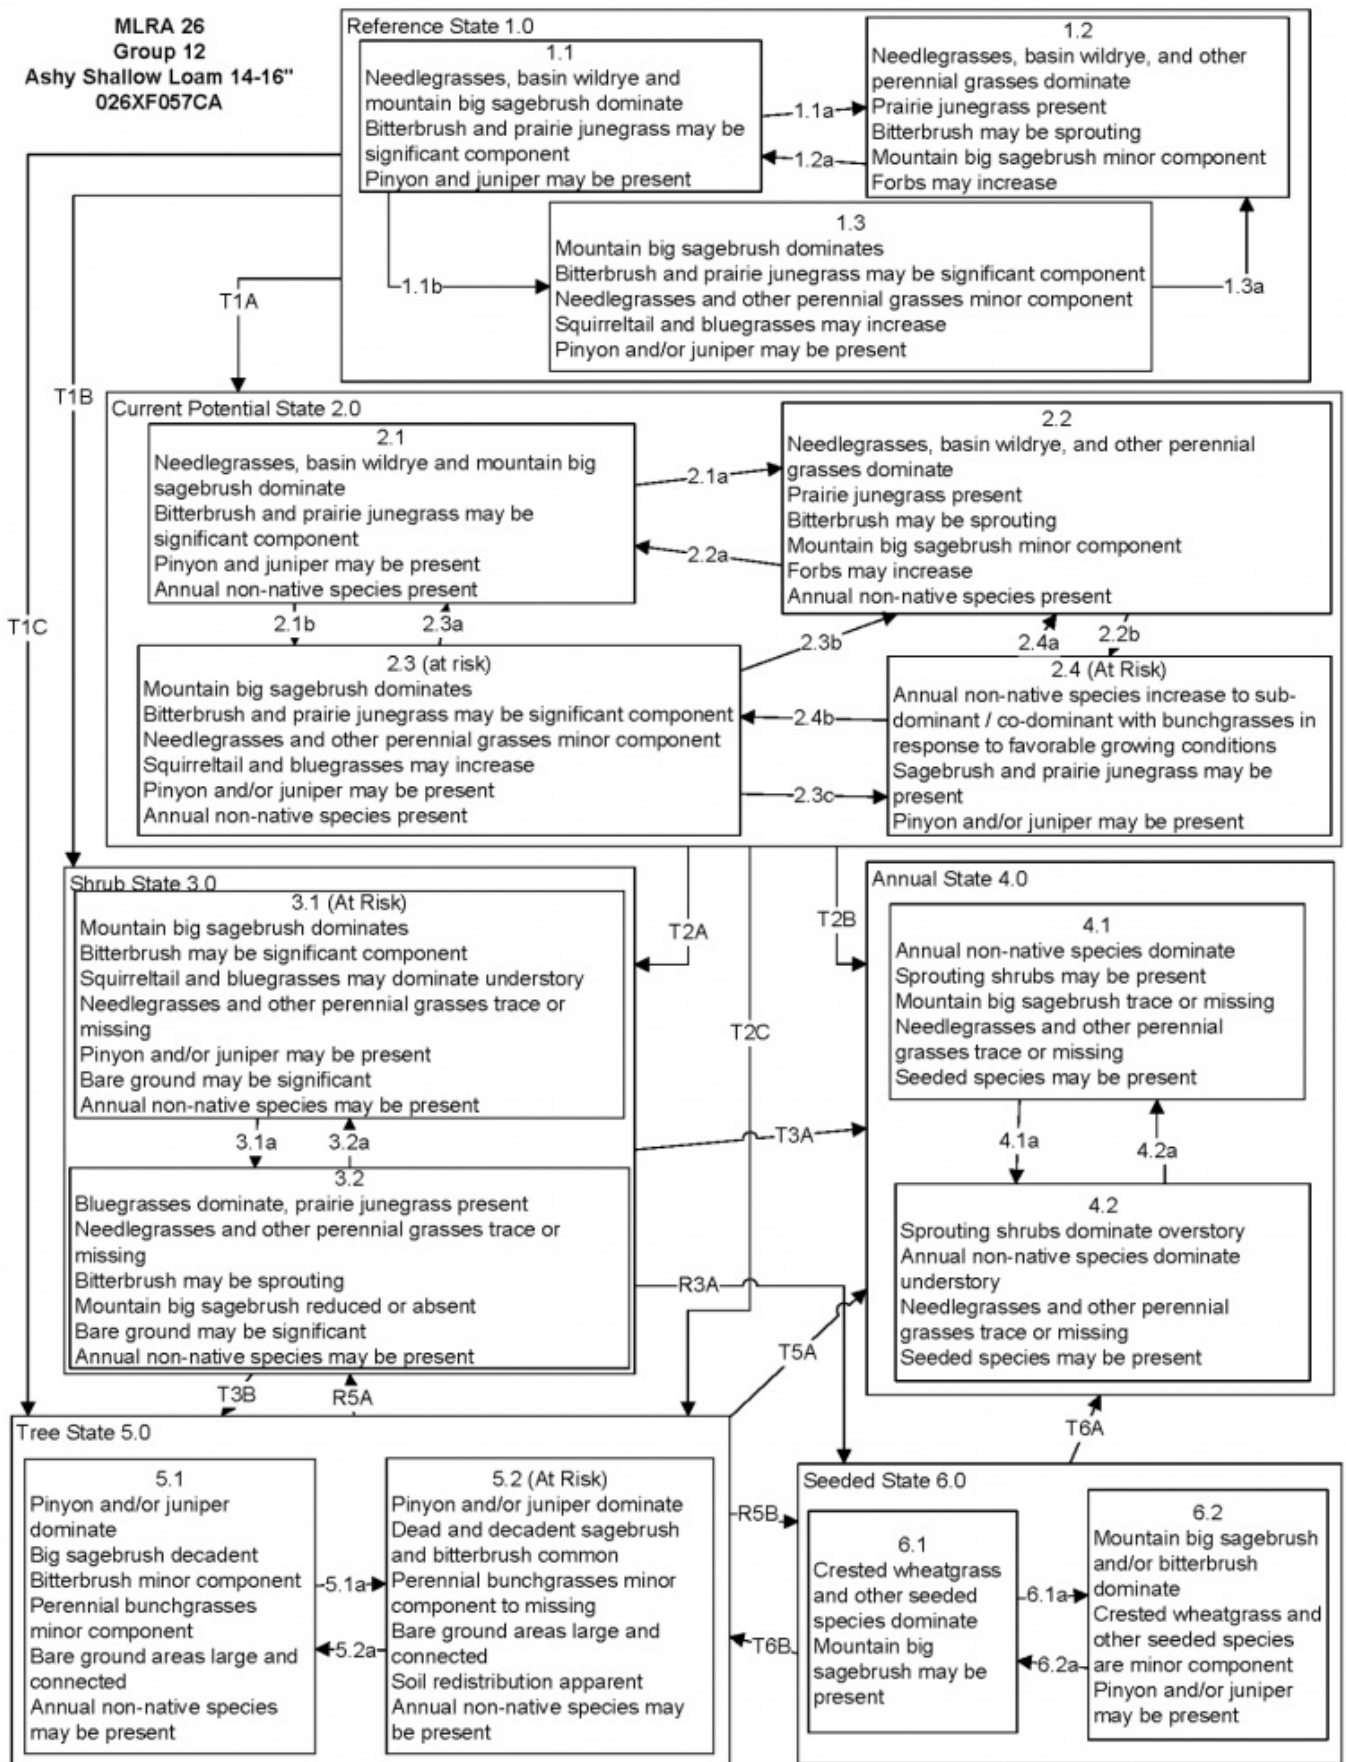 MLRA 26
Group 12
Ashy Shallow Loam 14-16"
026XF057CA
Reference State 1.0
1.1
Needlegrasses, basin wildrye and
mountain big sagebrush dominate
Bitterbrush and prairie junegrass may be
significant component
Pinyon and juniper may be present
1.1a
1.2a
1.2
Needlegrasses, basin wildrye, and other
perennial grasses dominate
Prairie junegrass present
Bitterbrush may be sprouting
Mountain big sagebrush minor component
Forbs may increase
1.1b
1.3
Mountain big sagebrush dominates
Bitterbrush and prairie junegrass may be significant component
Needlegrasses and other perennial grasses minor component
Squirreltail and bluegrasses may increase
Pinyon and/or juniper may be present
1.3a
T1A
T1B
T1C
Current Potential State 2.0
2.1
Needlegrasses, basin wildrye and mountain big
sagebrush dominate
Bitterbrush and prairie junegrass may be
significant component
Pinyon and juniper may be present
Annual non-native species present
2.1a
2.2a
2.2
Needlegrasses, basin wildrye, and other perennial
grasses dominate
Prairie junegrass present
Bitterbrush may be sprouting
Mountain big sagebrush minor component
Forbs may increase
Annual non-native species present
2.1b
2.3a
2.3b
2.4a
2.2b
2.3 (at risk)
Mountain big sagebrush dominates
Bitterbrush and prairie junegrass may be significant component
Needlegrasses and other perennial grasses minor component
Squirreltail and bluegrasses may increase
Pinyon and/or juniper may be present
Annual non-native species present
2.4b
2.3c
2.4 (At Risk)
Annual non-native species increase to sub-
dominant / co-dominant with bunchgrasses in
response to favorable growing conditions
Sagebrush and prairie junegrass may be
present
Pinyon and/or juniper may be present
T2A
T2B
T2C
Shrub State 3.0
3.1 (At Risk)
Mountain big sagebrush dominates
Bitterbrush may be significant component
Squirreltail and bluegrasses may dominate understory
Needlegrasses and other perennial grasses trace or
missing
Pinyon and/or juniper may be present
Bare ground may be significant
Annual non-native species may be present
3.1a
3.2a
3.2
Bluegrasses dominate, prairie junegrass present
Needlegrasses and other perennial grasses trace or
missing
Bitterbrush may be sprouting
Mountain big sagebrush reduced or absent
Bare ground may be significant
Annual non-native species may be present
T3A
R3A
T3B
R5A
Annual State 4.0
4.1
Annual non-native species dominate
Sprouting shrubs may be present
Mountain big sagebrush trace or missing
Needlegrasses and other perennial
grasses trace or missing
Seeded species may be present
4.1a
4.2a
4.2
Sprouting shrubs dominate overstory
Annual non-native species dominate
understory
Needlegrasses and other perennial
grasses trace or missing
Seeded species may be present
T5A
T6A
Tree State 5.0
5.1
Pinyon and/or juniper
dominate
Big sagebrush decadent
Bitterbrush minor component
Perennial bunchgrasses
minor component
Bare ground areas large and
connected
Annual non-native species
may be present
5.1a
5.2a
5.2 (At Risk)
Pinyon and/or juniper dominate
Dead and decadent sagebrush
and bitterbrush common
Perennial bunchgrasses minor
component to missing
Bare ground areas large and
connected
Soil redistribution apparent
Annual non-native species may
be present
R5B
T6B
Seeded State 6.0
6.1
Crested wheatgrass
and other seeded
species dominate
Mountain big
sagebrush may be
present
6.1a
6.2a
6.2
Mountain big sagebrush
and/or bitterbrush
dominate
Crested wheatgrass and
other seeded species
are minor component
Pinyon and/or juniper
may be present